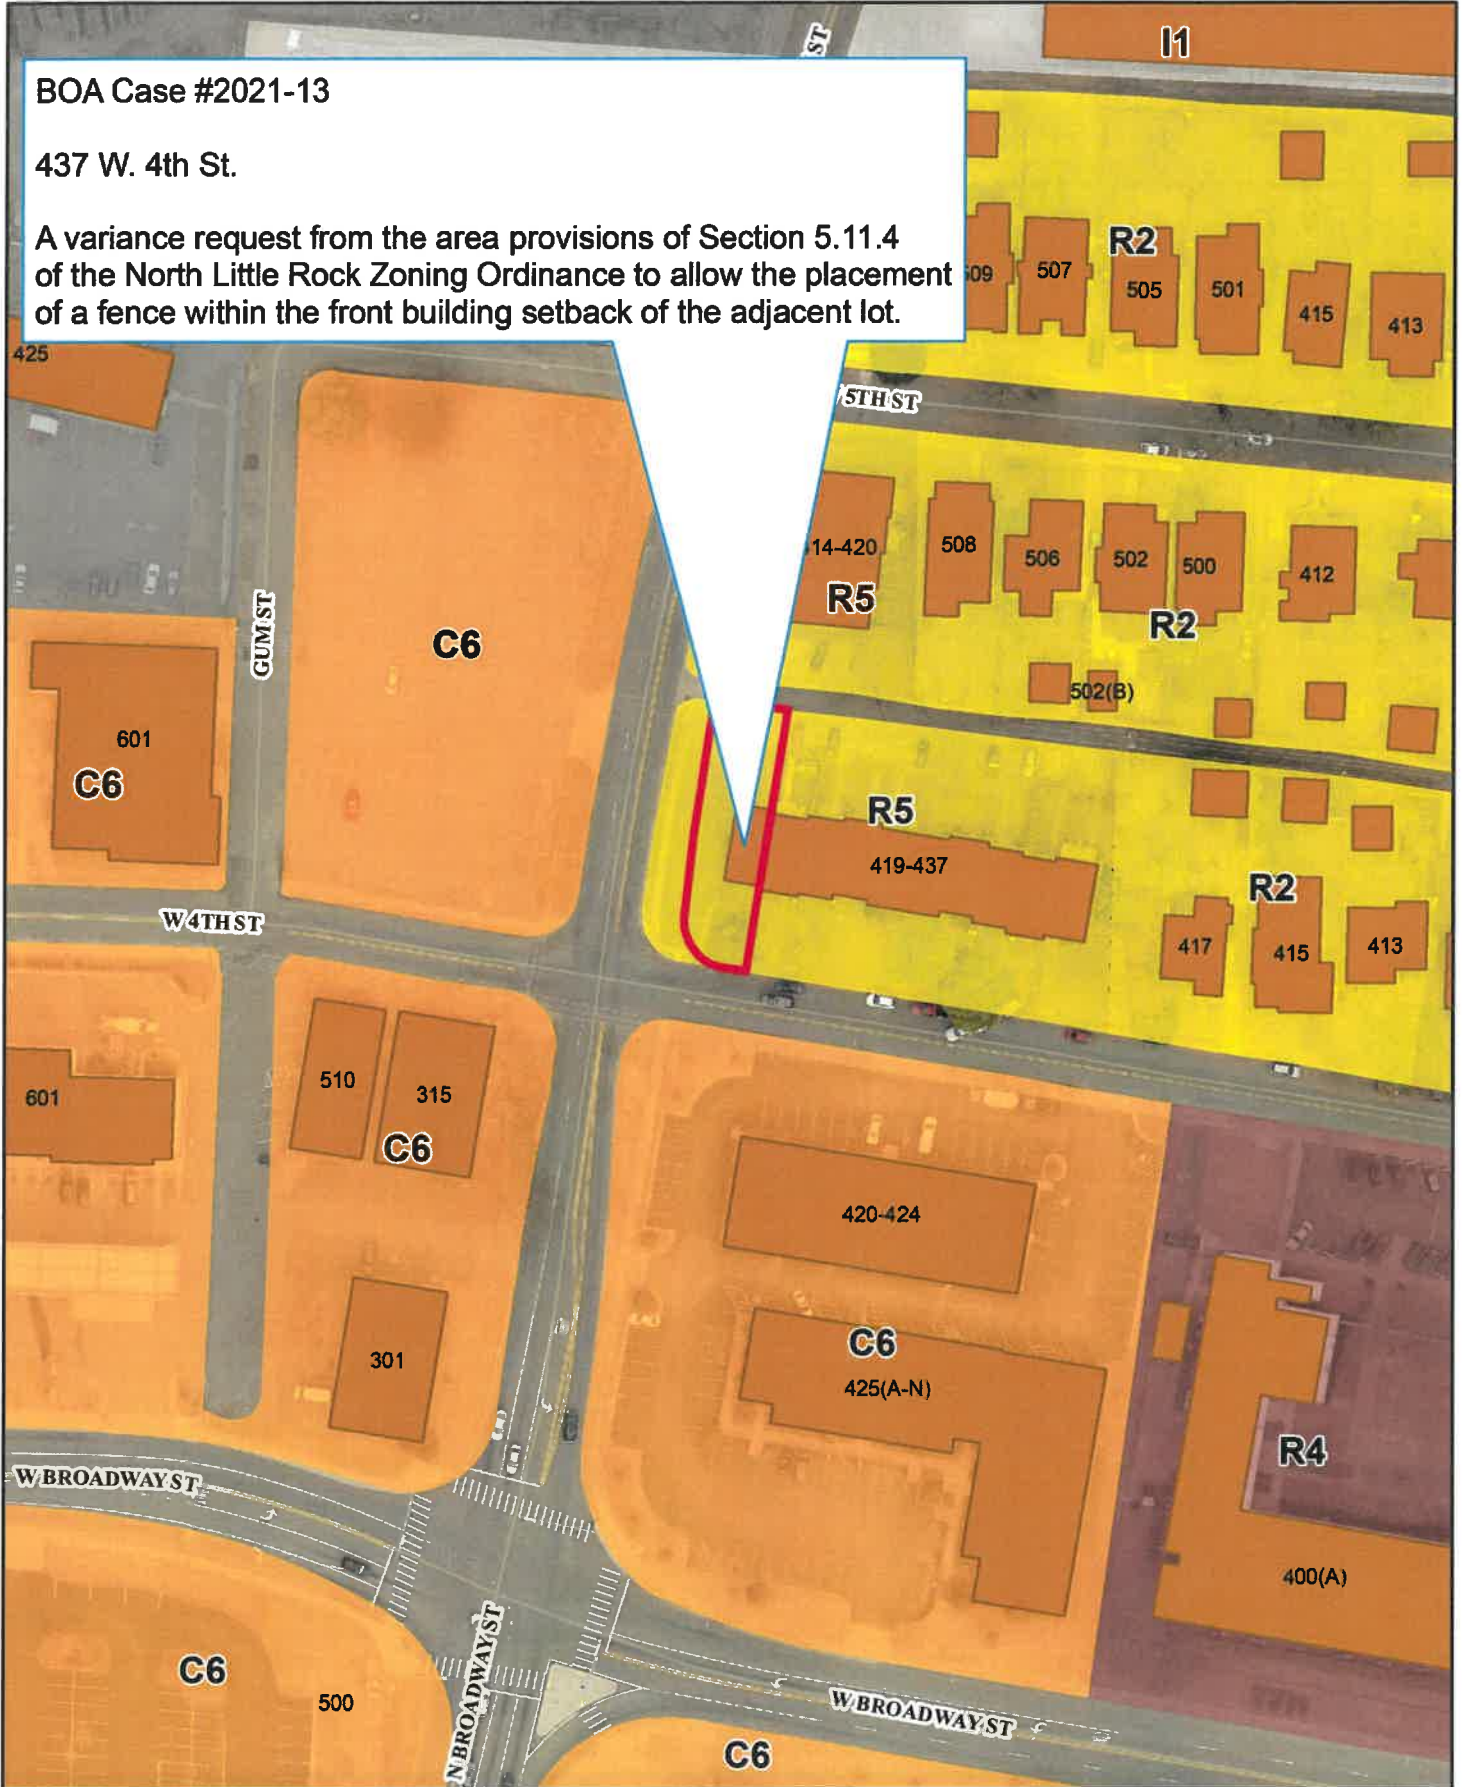 I1
ST
BOA Case #2021-13
437 W. 4th St.
A variance request from the area provisions of Section 5.11.4
of the North Little Rock Zoning Ordinance to allow the placement
of a fence within the front building setback of the adjacent lot.
R2
507
505
501
415
413
425
5TH ST
508
506
502
500
412
R5
R2
502(B)
GUM ST
C6
601
C6
R5
419-437
R2
417
415
413
W 4TH ST
510
315
C6
601
420-424
301
C6
425(A-N)
R4
400(A)
W BROADWAY ST
N BROADWAY ST
W BROADWAY ST
C6
500
C6